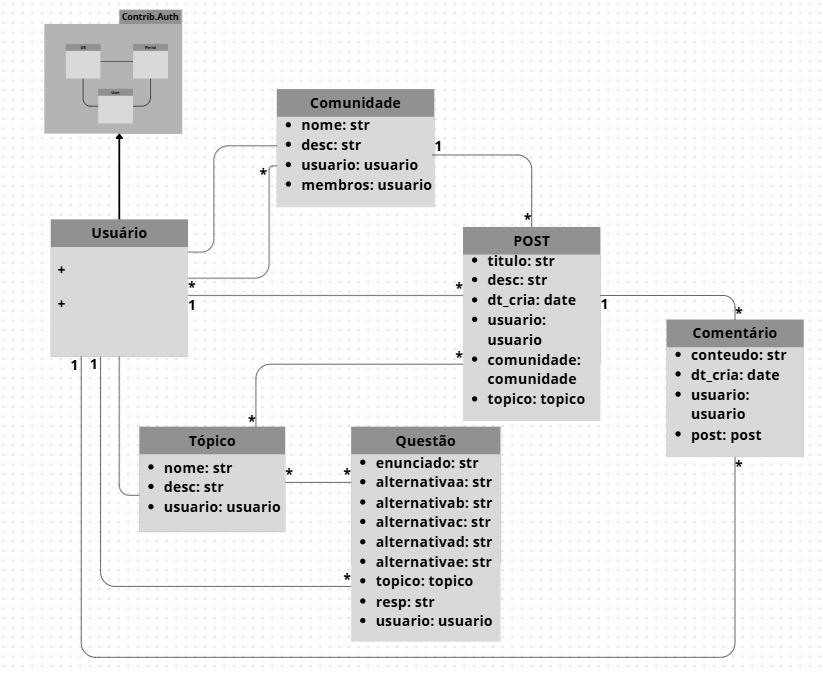 Contrib.Auth
User
Comunidade
• nome: str
• desc: str
• usuario: usuario
• membros: usuario
1
*
*
Usuário
+
+
*
1
*
*
POST
• titulo: str
• desc: str
• dt_cria: date
• usuario:
usuario
• comunidade:
comunidade
• topico: topico
1
*
Comentário
• conteudo: str
• dt_cria: date
• usuario:
usuario
• post: post
*
1
1
*
Tópico
• nome: str
• desc: str
• usuario: usuario
*
*
*
Questão
• enunciado: str
• alternativaa: str
• alternativab: str
• alternativac: str
• alternativad: str
• alternativae: str
• topico: topico
• resp: str
• usuario: usuario